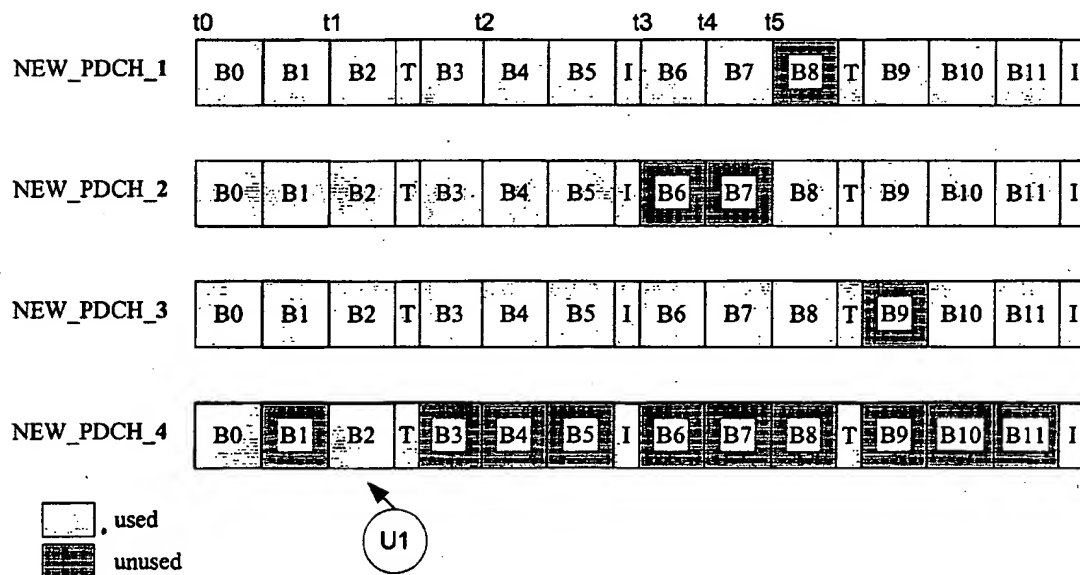 t0 t1 t2 t3 t4 t5
NEW_PDCH_1 B0 B1 B2 T B3 B4 B5 I B6 B7 B8 T B9 B10 B11 I
NEW_PDCH_2 B0 B1 B2 T B3 B4 B5 I B6 B7 B8 T B9 B10 B11 I
NEW_PDCH_3 B0 B1 B2 T B3 B4 B5 I B6 B7 B8 T B9 B10 B11 I
NEW_PDCH_4 B0 B1 B2 T B3 B4 B5 I B6 B7 B8 T B9 B10 B11 I
used
U1
unused